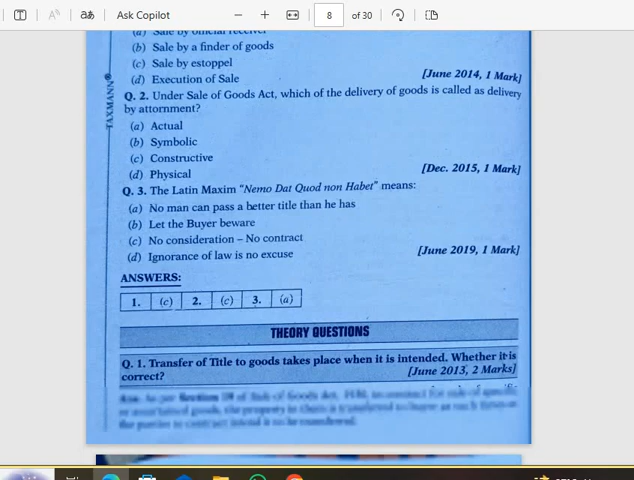 Ask Copilot
8 of 30
(b) Sale by a finder of goods
(c) Sale by estoppel
(d) Execution of Sale
[June 2014, 1 Mark]
Q. 2. Under Sale of Goods Act, which of the delivery of goods is called as delivery
by attornment?
(a) Actual
(b) Symbolic
(c) Constructive
(d) Physical
[Dec. 2015, 1 Mark]
Q. 3. The Latin Maxim "Nemo Dat Quod non Habet" means:
(a) No man can pass a better title than he has
(b) Let the Buyer beware
(c) No consideration – No contract
(d) Ignorance of law is no excuse
[June 2019, 1 Mark]
ANSWERS:
1. (c) 2. (c) 3. (a)
THEORY QUESTIONS
Q. 1. Transfer of Title to goods takes place when it is intended. Whether it is
correct?
[June 2013, 2 Marks]
TAXMANN®